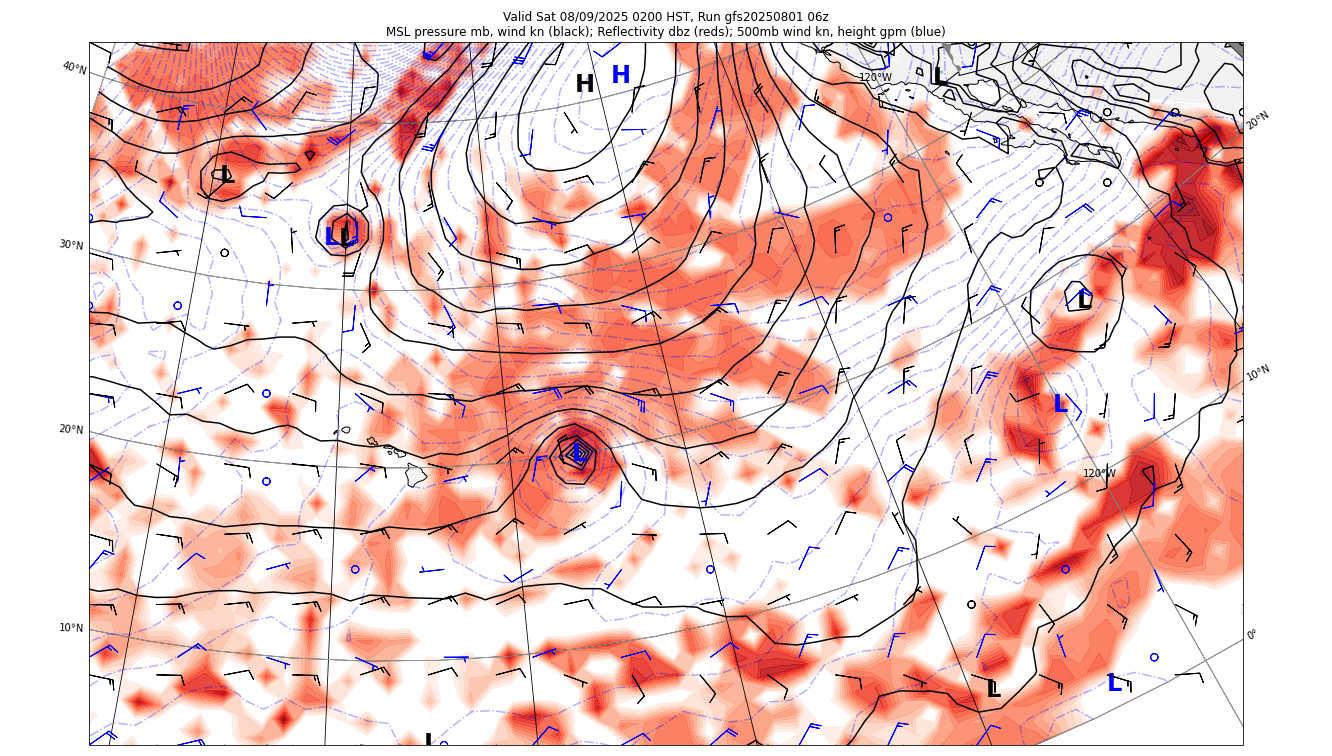 Valid Sat 08/09/2025 0200 HST, Run gfs20250801 06z
MSL pressure mb, wind kn (black); Reflectivity dbz (reds); 500mb wind kn, height gpm (blue)
40°N
H
H
120°W
L
20°N
L
30°N
L
L
L
10°N
20°N
L
L
120°W
10°N
0°
L
L
L